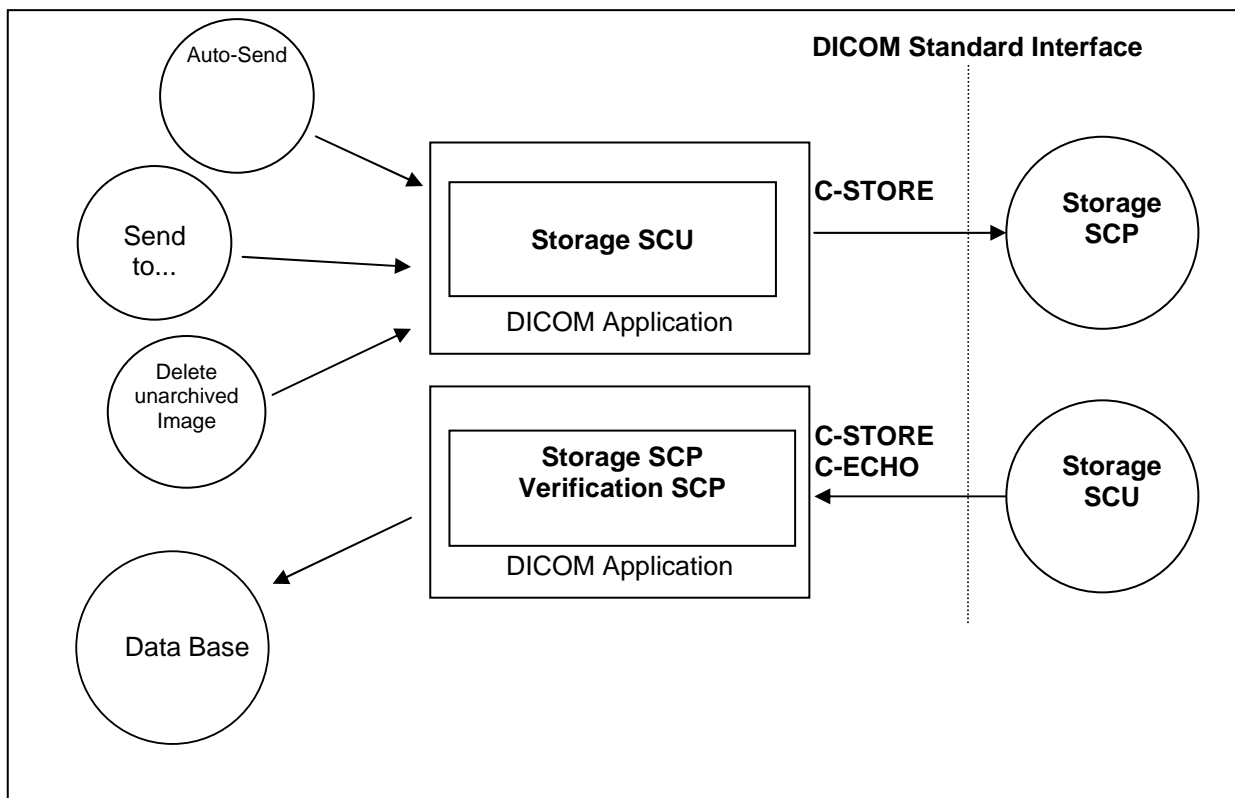 Auto-Send
DICOM Standard Interface
Send
to...
Storage SCU
DICOM Application
C-STORE
Storage
SCP
Delete
unarchived
Image
Storage SCP
Verification SCP
DICOM Application
C-STORE
C-ECHO
Storage
SCU
Data Base